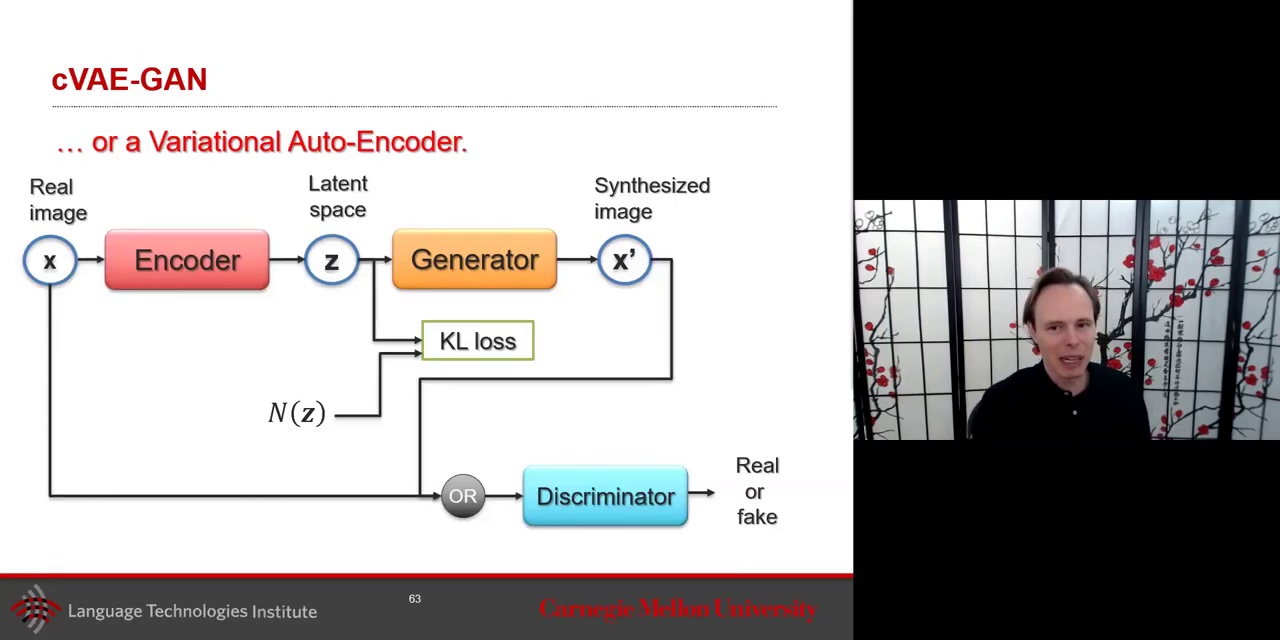 cVAE-GAN
… or a Variational Auto-Encoder.
Real
image
Latent
space
Synthesized
image
x
Encoder
z
Generator
x’
KL loss
N(z)
OR
Discriminator
Real
or
fake
Language Technologies Institute
63
Carnegie Mellon University